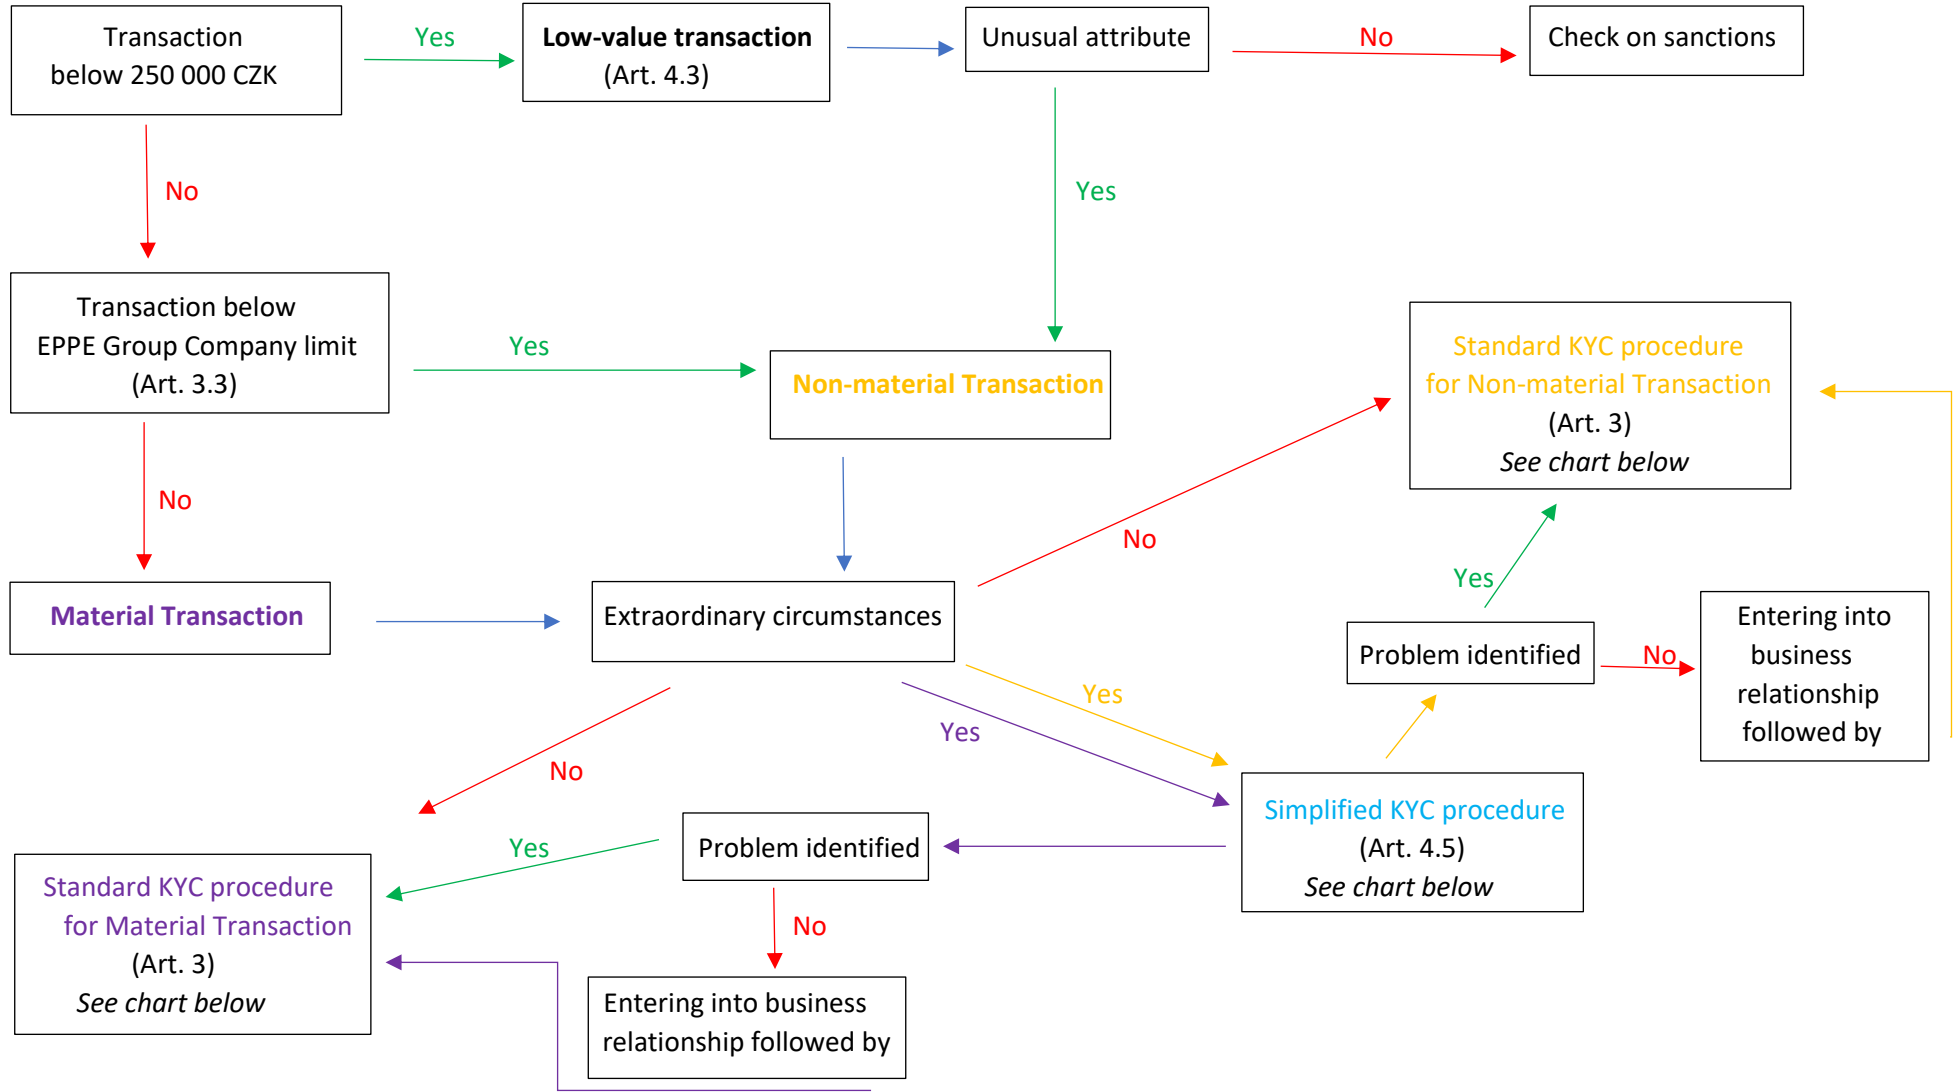 Transaction
below 250 000 CZK
Yes
Low-value transaction
(Art. 4.3)
Unusual attribute
No
Check on sanctions
No
Yes
Transaction below
EPPE Group Company limit
(Art. 3.3)
Yes
Non-material Transaction
Standard KYC procedure
for Non-material Transaction
(Art. 3)
See chart below
No
No
Yes
Material Transaction
Extraordinary circumstances
Problem identified
No
Entering into
business
relationship
followed by
Yes
Yes
No
Simplified KYC procedure
(Art. 4.5)
See chart below
Problem identified
Yes
No
Standard KYC procedure
for Material Transaction
(Art. 3)
See chart below
Entering into business
relationship followed by